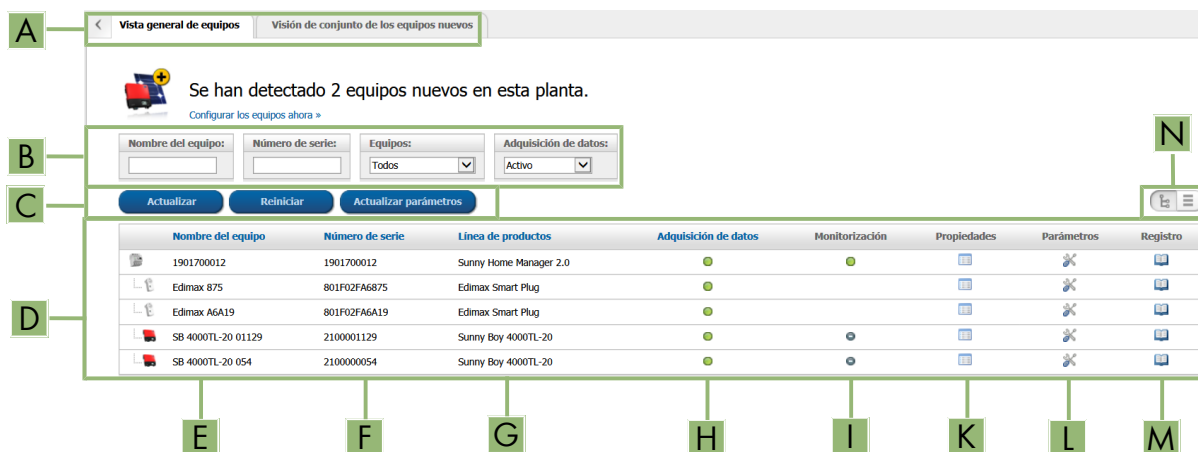 A
Vista general de equipos
Visión de conjunto de los equipos nuevos
Se han detectado 2 equipos nuevos en esta planta.
Configurar los equipos ahora »
B
Nombre del equipo:
Número de serie:
Equipos:
Adquisición de datos:
Todos
Activo
N
C
Actualizar
Reiniciar
Actualizar parámetros
Nombre del equipo Número de serie Línea de productos Adquisición de datos Monitorización Propiedades Parámetros Registro
1901700012 1901700012 Sunny Home Manager 2.0
Edimax 875 801F02FA6875 Edimax Smart Plug
D
Edimax A6A19 801F02FA6A19 Edimax Smart Plug
SB 4000TL-20 01129 2100001129 Sunny Boy 4000TL-20
SB 4000TL-20 054 2100000054 Sunny Boy 4000TL-20
E F G H I K L M